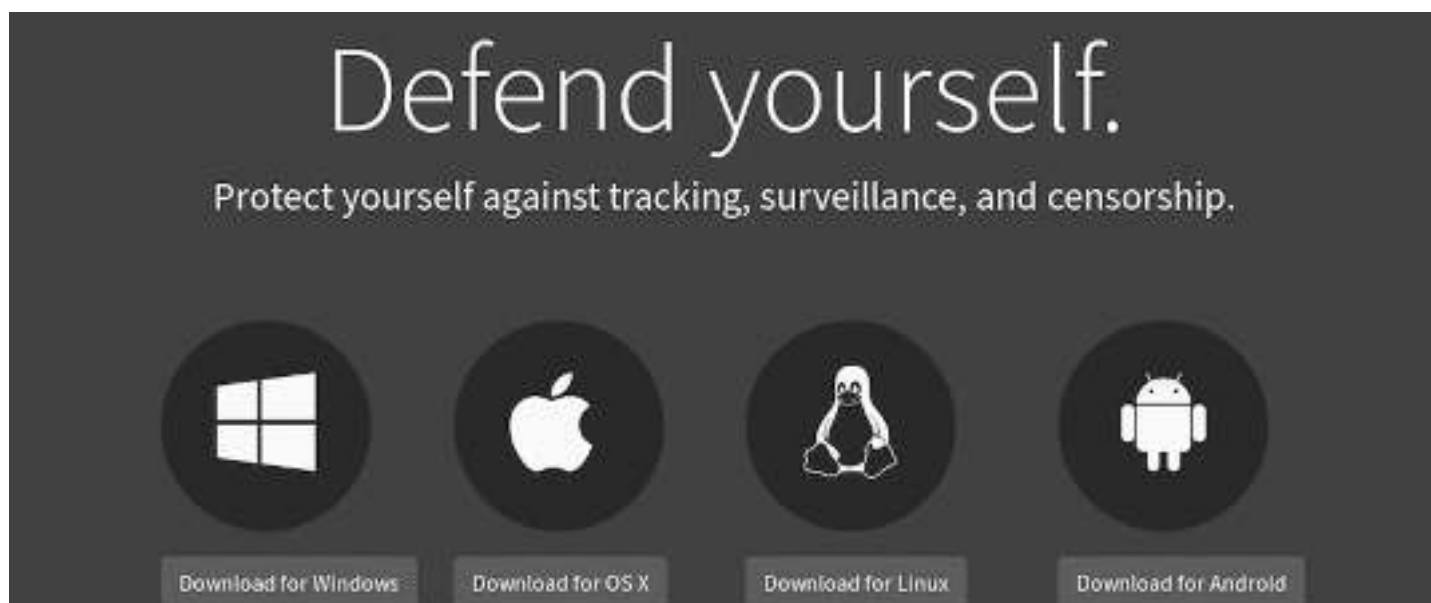 Defend yourself.
Protect yourself against tracking, surveillance, and censorship.
Download for Windows
Download for OS X
Download for Linux
Download for Android